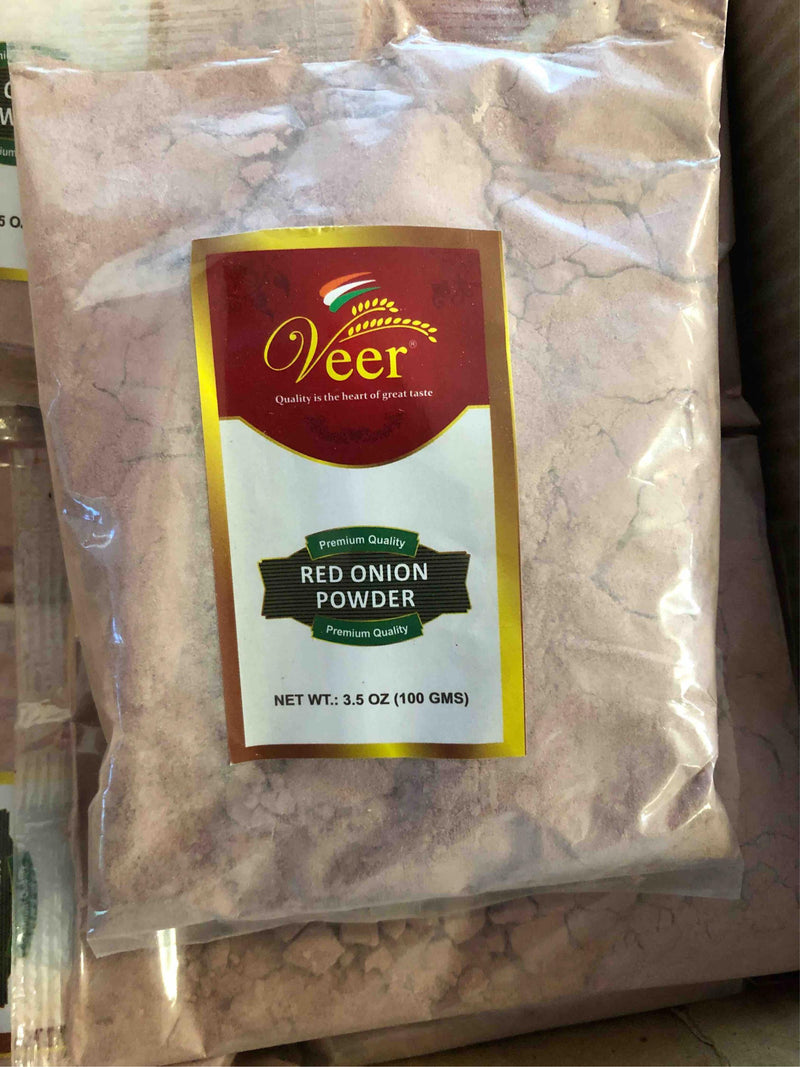 Veer®
Quality is the heart of great taste
Premium Quality
RED ONION
POWDER
Premium Quality
NET WT.: 3.5 OZ (100 GMS)